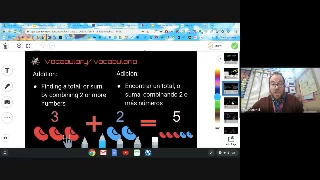 Vocabulary/ Vocabulario
Addition:
Adición:
● Finding a total, or sum,
by combining 2 or more
numbers
● Encontrar un total, o
suma, combinando 2 o
más números
3 + 2 = 5